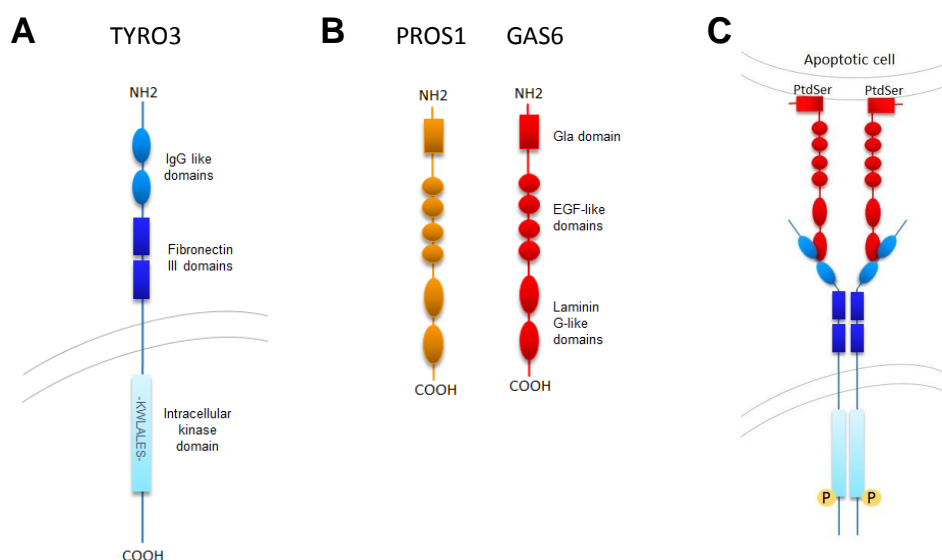 A
TYRO3
NH2
IgG like
domains
Fibronectin
III domains
-KWLALES-
Intracellular
kinase
domain
COOH
B
PROS1
GAS6
NH2
NH2
Gla domain
EGF-like
domains
Laminin
G-like
domains
COOH
COOH
C
Apoptotic cell
PtdSer
PtdSer
P
P